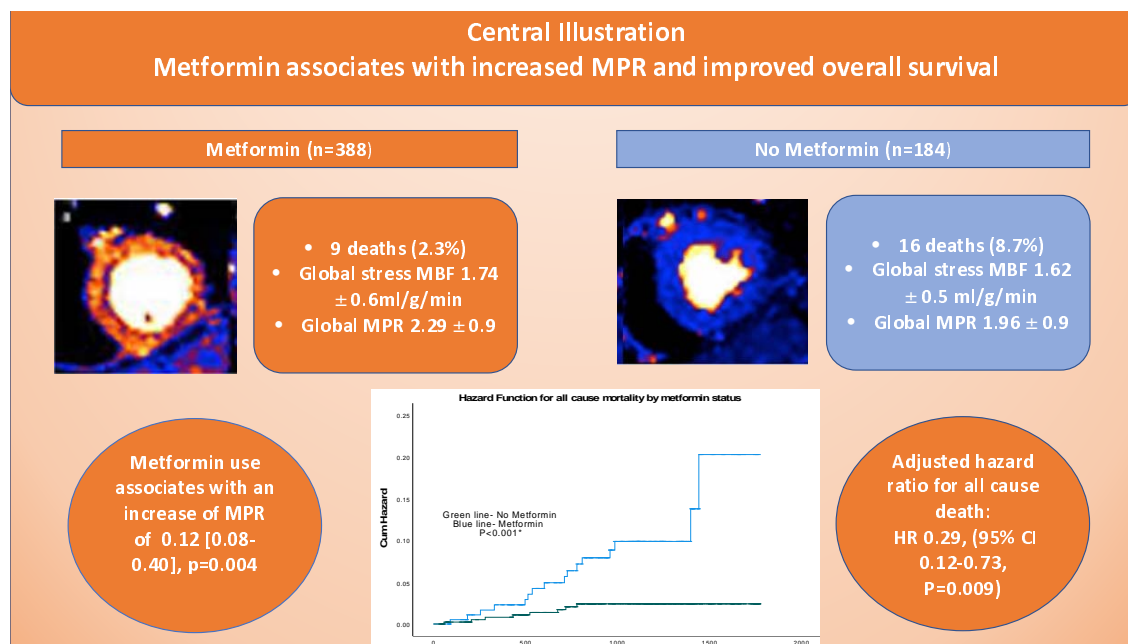 Central Illustration
Metformin associates with increased MPR and improved overall survival
Metformin (n=388)
No Metformin (n=184)
• 9 deaths (2.3%)
• Global stress MBF 1.74
± 0.6ml/g/min
• Global MPR 2.29 ± 0.9
• 16 deaths (8.7%)
• Global stress MBF 1.62
± 0.5 ml/g/min
• Global MPR 1.96 ± 0.9
Metformin use
associates with an
increase of MPR
of 0.12 [0.08-
0.40], p=0.004
Hazard Function for all cause mortality by metformin status
Cum Hazard
0.25
0.20
0.15
0.10
0.05
0.00
Green line- No Metformin
Blue line- Metformin
P<0.001*
0
500
1000
1500
2000
Adjusted hazard
ratio for all cause
death:
HR 0.29, (95% CI
0.12-0.73,
P=0.009)